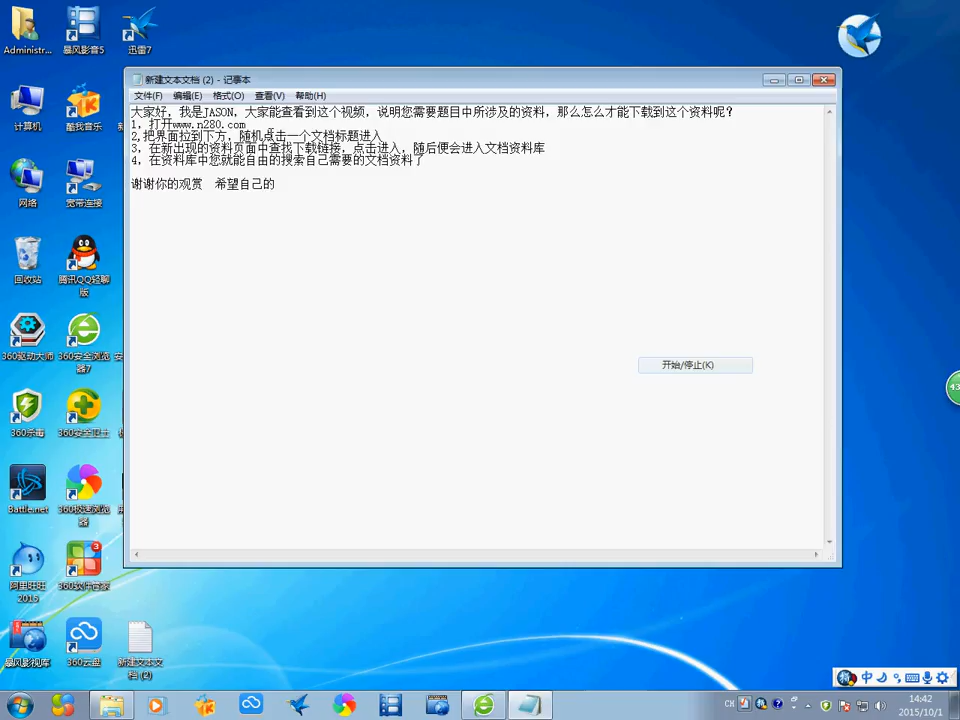 Administr...
暴风影音5
迅雷7
计算机
酷我音乐
网络
宽带连接
回收站
腾讯QQ轻聊版
360驱动大师
360安全浏览器7
360杀毒
360安全卫士
Battle.net
360极速浏览器
阿里旺旺2015
360软件管家
暴风影视库
360云盘
新建文本文档 (2)
新建文本文档 (2) - 记事本
文件(F) 编辑(E) 格式(O) 查看(V) 帮助(H)
大家好，我是JASON，大家能查看到这个视频，说明您需要题目中所涉及的资料，那么怎么才能下载到这个资料呢?
1，打开www.n280.com
2,把界面拉到下方，随机点击一个文档标题进入
3，在新出现的资料页面中查找下载链接，点击进入，随后便会进入文档资料库
4，在资料库中您就能自由的搜索自己需要的文档资料了
谢谢你的观赏 希望自己的
开始/停止(K)
43
中
CH
14:42
2015/10/1